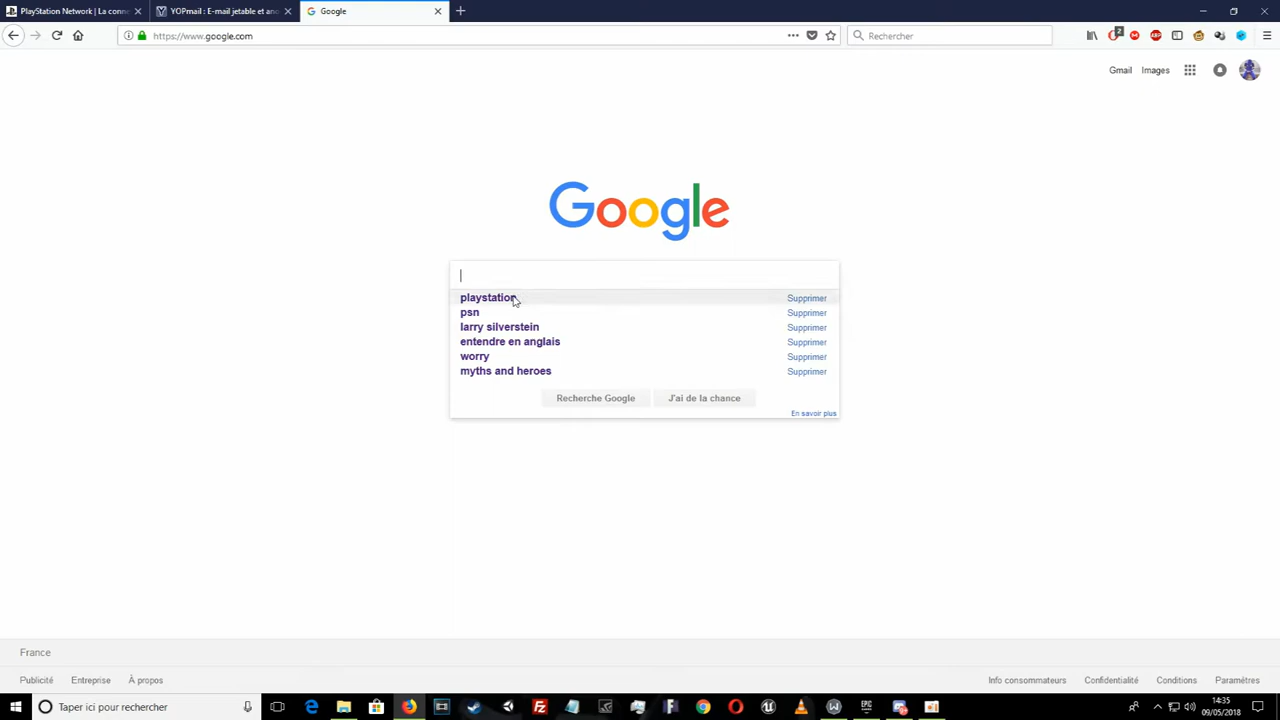 PlayStation Network | La conne
YOPmail : E-mail jetable et ano
Google
https://www.google.com
Rechercher
2
ABP
Gmail
Images
Google
playstation
Supprimer
psn
Supprimer
larry silverstein
Supprimer
entendre en anglais
Supprimer
worry
Supprimer
myths and heroes
Supprimer
Recherche Google
J'ai de la chance
En savoir plus
France
Publicité
Entreprise
À propos
Info consommateurs
Confidentialité
Conditions
Paramètres
Taper ici pour rechercher
EPIC
14:35
09/05/2018